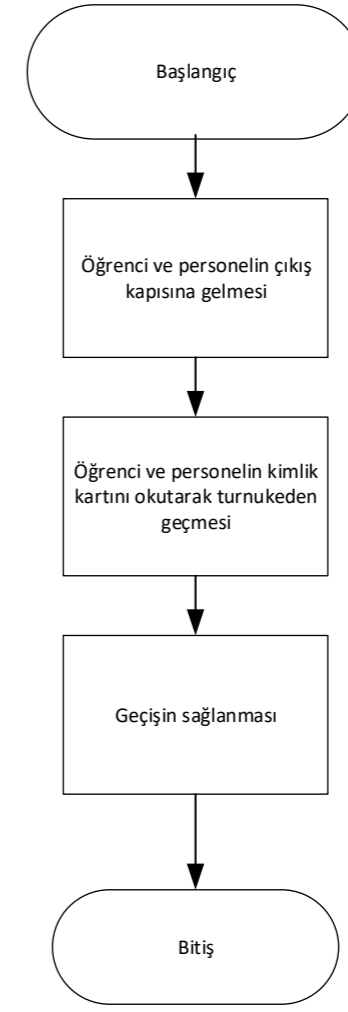 Başlangıç
Öğrenci ve personelin çıkış
kapısına gelmesi
Öğrenci ve personelin kimlik
kartını okutarak turnukeden
geçmesi
Geçişin sağlanması
Bitiş